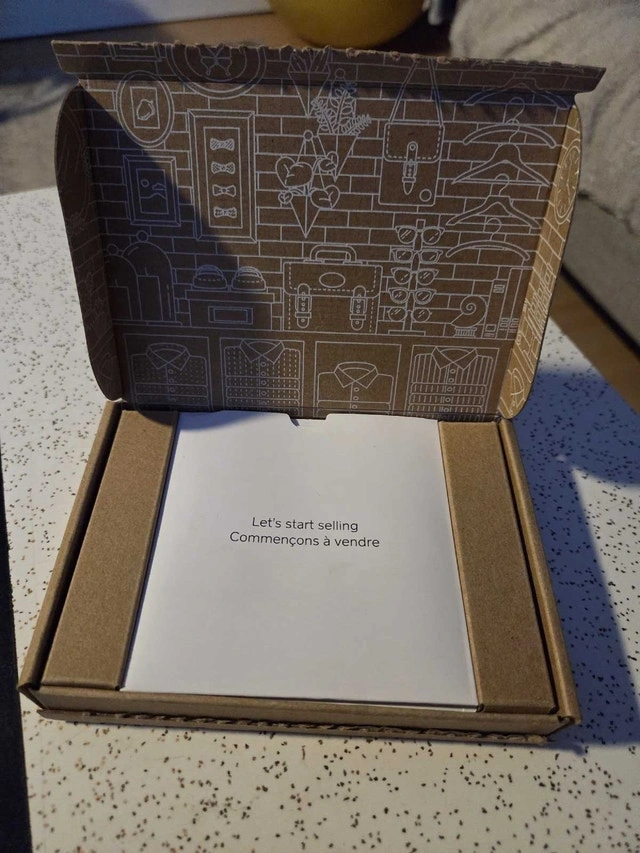 Let's start selling
Commençons à vendre